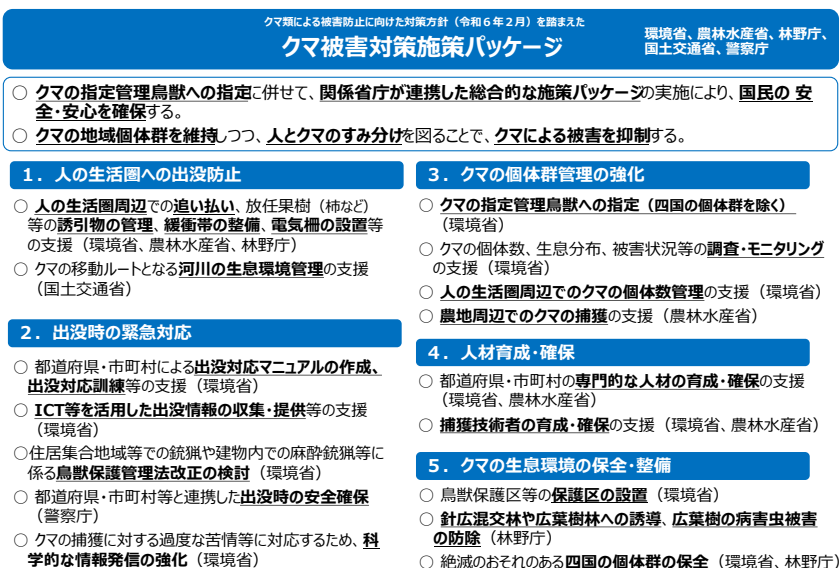 クマ類による被害防止に向けた対策方針（令和６年２月）を踏まえた
クマ被害対策施策パッケージ
環境省、農林水産省、林野庁、
国土交通省、警察庁
○ クマの指定管理鳥獣への指定に併せて、関係省庁が連携した総合的な施策パッケージの実施により、国民の 安
全・安心を確保する。
○ クマの地域個体群を維持しつつ、人とクマのすみ分けを図ることで、クマによる被害を抑制する。
１．人の生活圏への出没防止
○ 人の生活圏周辺での追い払い、放任果樹（柿など）
等の誘引物の管理、緩衝帯の整備、電気柵の設置等
の支援（環境省、農林水産省、林野庁）
○ クマの移動ルートとなる河川の生息環境管理の支援
（国土交通省）
２．出没時の緊急対応
○ 都道府県・市町村による出没対応マニュアルの作成、
出没対応訓練等の支援（環境省）
○ ICT等を活用した出没情報の収集・提供等の支援
（環境省）
○住居集合地域等での銃猟や建物内での麻酔銃猟等に
係る鳥獣保護管理法改正の検討（環境省）
○ 都道府県・市町村等と連携した出没時の安全確保
（警察庁）
○ クマの捕獲に対する過度な苦情等に対応するため、科
学的な情報発信の強化（環境省）
３．クマの個体群管理の強化
○ クマの指定管理鳥獣への指定（四国の個体群を除く）
（環境省）
○ クマの個体数、生息分布、被害状況等の調査・モニタリング
の支援（環境省）
○ 人の生活圏周辺でのクマの個体数管理の支援（環境省）
○ 農地周辺でのクマの捕獲の支援（農林水産省）
４．人材育成・確保
○ 都道府県・市町村の専門的な人材の育成・確保の支援
（環境省、農林水産省）
○ 捕獲技術者の育成・確保の支援（環境省、農林水産省）
５．クマの生息環境の保全・整備
○ 鳥獣保護区等の保護区の設置（環境省）
○ 針広混交林や広葉樹林への誘導、広葉樹の病害虫被害
の防除（林野庁）
○ 絶滅のおそれのある四国の個体群の保全（環境省、林野庁）